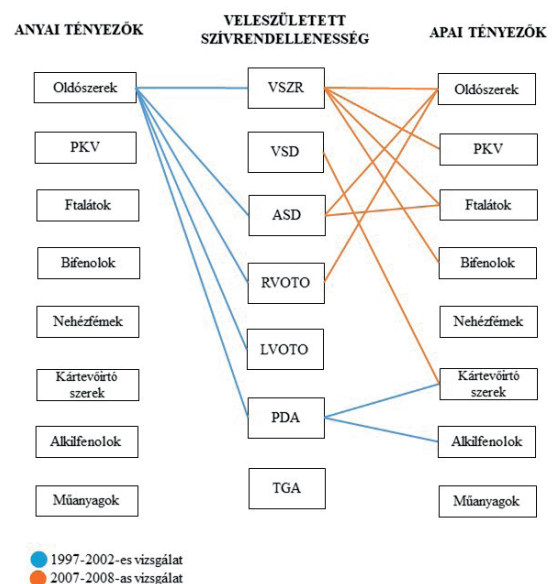 ANYAI TÉNYEZŐK
VELESZÜLETETT
SZÍVRENDELLENESSÉG
APAI TÉNYEZŐK
Oldószerek
PKV
Ftalátok
Bifenolok
Nehézfémek
Kártevőirtó
szerek
Alkilfenolok
Műanyagok
VSZR
VSD
ASD
RVOTO
LVOTO
PDA
TGA
Oldószerek
PKV
Ftalátok
Bifenolok
Nehézfémek
Kártevőirtó
szerek
Alkilfenolok
Műanyagok
1997-2002-es vizsgálat
2007-2008-as vizsgálat